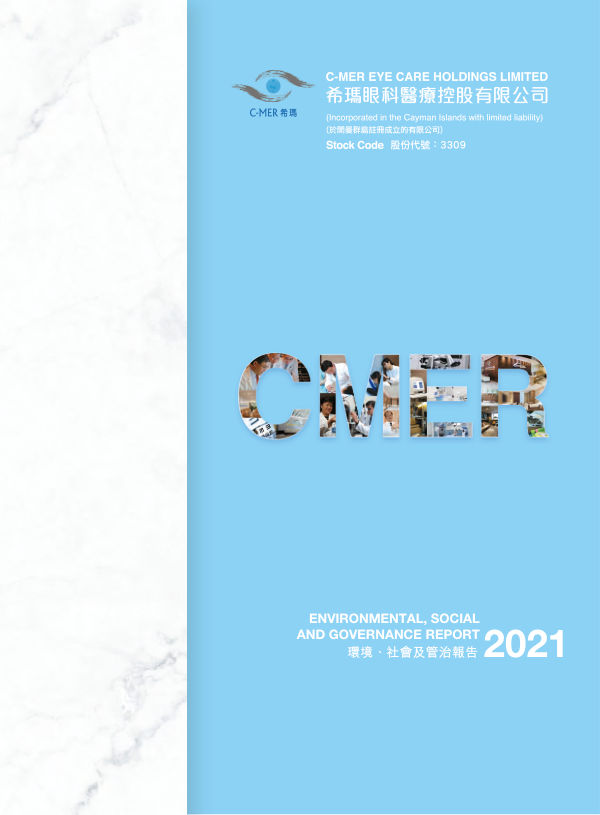 C-MER EYE CARE HOLDINGS LIMITED
希瑪眼科醫療控股有限公司
C-MER 希瑪
(Incorporated in the Cayman Islands with limited liability)
(於開曼群島註冊成立的有限公司)
Stock Code 股份代號：3309
CMER
ENVIRONMENTAL, SOCIAL
AND GOVERNANCE REPORT 2021
環境、社會及管治報告